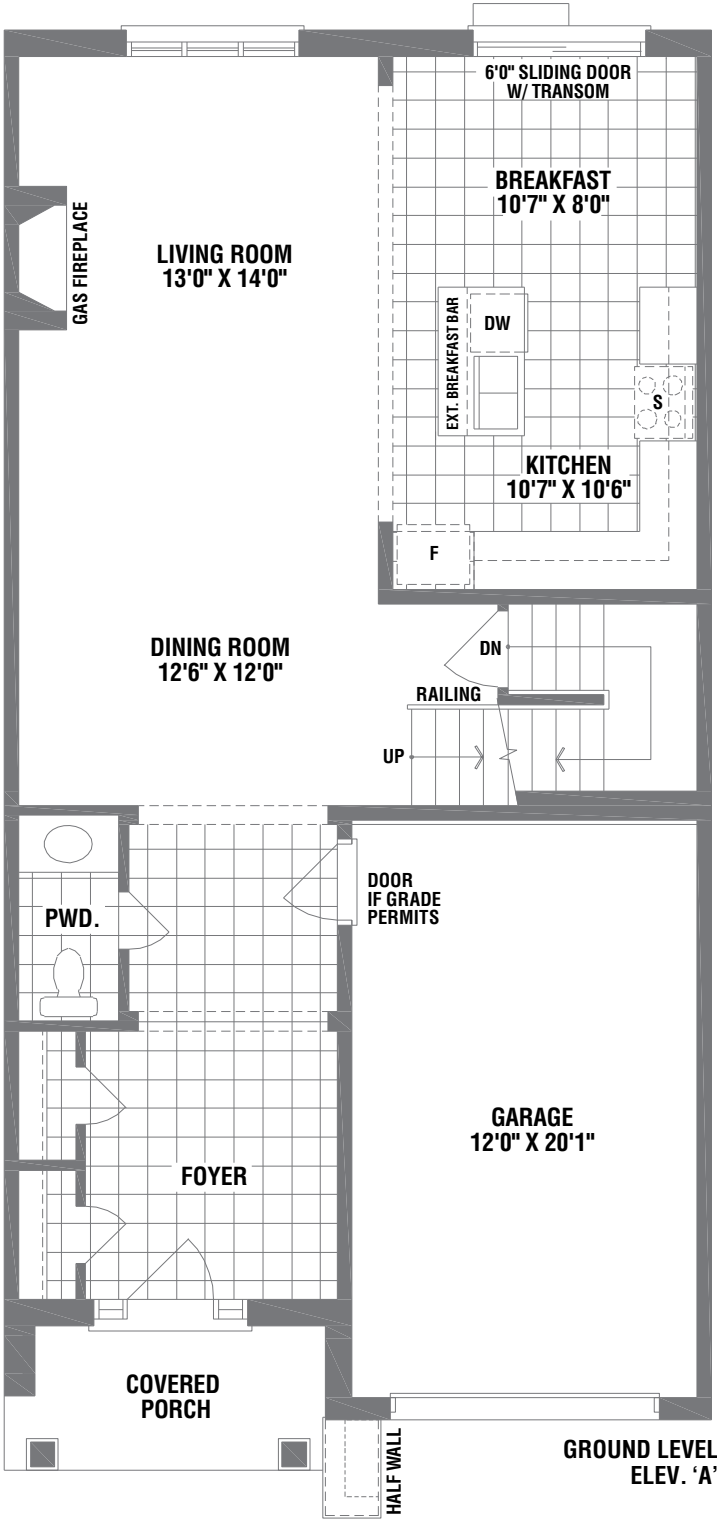 6'0" SLIDING DOOR
W/ TRANSOM
BREAKFAST
10'7" X 8'0"
GAS FIREPLACE
LIVING ROOM
13'0" X 14'0"
EXT. BREAKFAST BAR
DW
S
KITCHEN
10'7" X 10'6"
F
DINING ROOM
12'6" X 12'0"
DN
RAILING
UP
DOOR
IF GRADE
PERMITS
PWD.
GARAGE
12'0" X 20'1"
FOYER
COVERED
PORCH
HALF WALL
GROUND LEVEL
ELEV. ‘A’